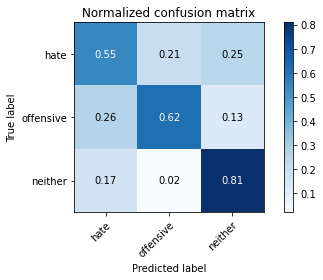 Normalized confusion matrix
True label
hate
0.55 0.21 0.25
offensive
0.26 0.62 0.13
neither
0.17 0.02 0.81
hate offensive neither
Predicted label
0.8
0.7
0.6
0.5
0.4
0.3
0.2
0.1